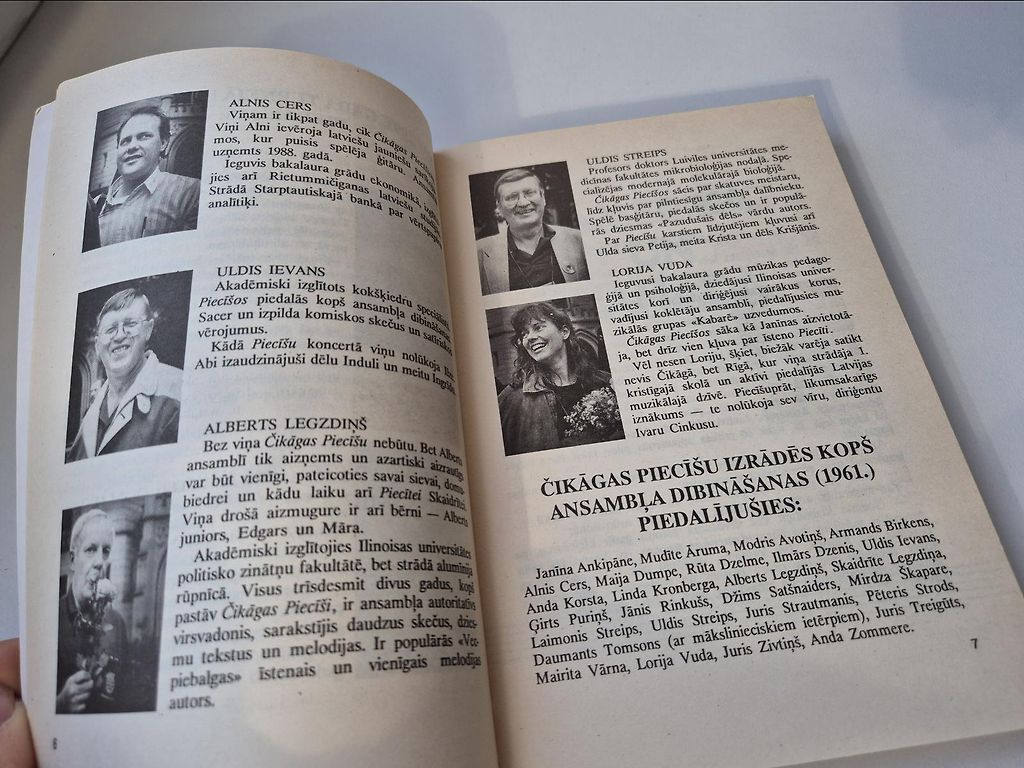 ALNIS CERS
Viņam ir tikpat gadu, cik Čikāgas
Viņi Alni ievēroja latviešu jauniešu
mos, kur puisis spēlēja ģitāru.
uzņemts 1988. gadā.
Ieguvis bakalaura grādu ekonomikā,
jies arī Rietummičiganas latviešu
Strādā Starptautiskajā bankā par
analītiķi.
ULDIS IEVANS
Akadēmiski izglītots kokšķiedru
Piecīšos piedalās kopš ansambļa
Sacer un izpilda komiskos skečus un
vērojumus.
Kādā Piecīšu koncertā viņu nolūkoja
Abi izaudzinājuši dēlu Induli un meitu
ALBERTS LEGZDIŅŠ
Bez viņa Čikāgas Piecīšu nebūtu. Bet
ansamblī tik aizņemts un azartiski
var būt vienīgi, pateicoties savai sievai,
biedrei un kādu laiku arī Piecītei
Viņa drošā aizmugure ir arī bērni — Alberts
juniors, Edgars un Māra.
Akadēmiski izglītojies Ilinoisas universitātes
politisko zinātņu fakultātē, bet strādā alumīnija
rūpnīcā. Visus trīsdesmit divus gadus, kopš
pastāv Čikāgas Piecīši, ir ansambļa autoritatīvs
virsvadonis, sarakstījis daudzus skečus, dzies-
mu tekstus un melodijas. Ir populārās «Vec-
piebalgas» īstenais un vienīgais melodijas
autors.
6
ULDIS STREIPS
Profesors doktors Luiviles universitātes me-
dicīnas fakultātes mikrobioloģijas nodaļā. Spe-
cializējas modernajā molekulārajā bioloģijā.
Čikāgas Piecīšos sācis par skatuves meistaru,
līdz kļuvis par pilntiesīgu ansambļa dalībnieku.
Spēlē basģitāru, piedalās skečos un ir populā-
rās dziesmas «Pazudušais dēls» vārdu autors.
Par Piecīšu karstiem līdzjutējiem kļuvusi arī
Ulda sieva Petija, meita Krista un dēls Krišjānis.
LORIJA VUDA
Ieguvusi bakalaura grādu mūzikas pedago-
ģijā un psiholoģijā, dziedājusi Ilinoisas univer-
sitātes korī un diriģējusi vairākus korus,
vadījusi koklētāju ansambli, piedalījusies mu-
zikālās grupas «Kabarē» uzvedumos.
Čikāgas Piecīšos sāka kā Janīnas aizvietotā-
ja, bet drīz vien kļuva par īsteno Piecīti.
Vēl nesen Loriju, šķiet, biežāk varēja satikt
nevis Čikāgā, bet Rīgā, kur viņa strādāja 1.
kristīgajā skolā un aktīvi piedalījās Latvijas
muzikālajā dzīvē. Piecīšuprāt, likumsakarīgs
iznākums — te nolūkoja sev vīru, diriģentu
Ivaru Cinkusu.
ČIKĀGAS PIECĪŠU IZRĀDĒS KOPŠ
ANSAMBĻA DIBINĀŠANAS (1961.)
PIEDALĪJUŠIES:
Janīna Ankipāne, Mudīte Āruma, Modris Avotiņš, Armands Birkens,
Alnis Cers, Maija Dumpe, Rūta Dzelme, Ilmārs Dzenis, Uldis Ievans,
Anda Korsta, Linda Kronberga, Alberts Legzdiņš, Skaidrīte Legzdiņa,
Ģirts Puriņš, Jānis Rinkušs, Džims Satšnaiders, Mirdza Škapare,
Laimonis Streips, Uldis Streips, Juris Strautmanis, Pēteris Strods,
Daumants Tomsons (ar mākslinieciskiem ietērpiem), Juris Treigūts,
Mairita Vārna, Lorija Vuda, Juris Zivtiņš, Anda Zommere.
7